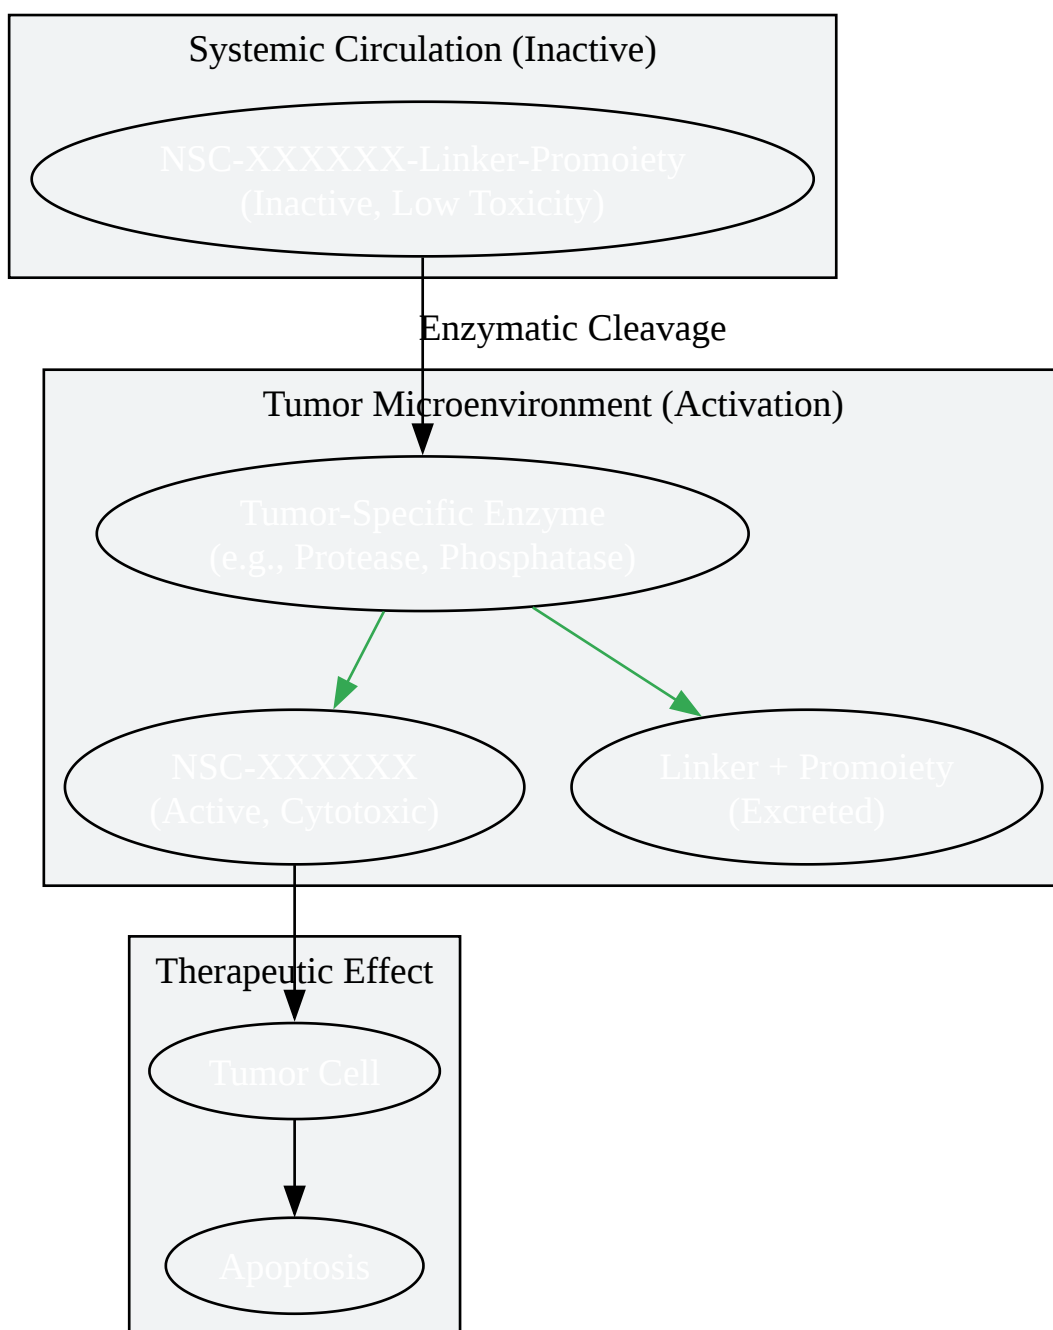 Systemic Circulation (Inactive)
NSC-XXXXXX-Linker-Promoiety
(Inactive, Low Toxicity)
Enzymatic Cleavage
Tumor Microenvironment (Activation)
Tumor-Specific Enzyme
(e.g., Protease, Phosphatase)
NSC-XXXXXX
(Active, Cytotoxic)
Linker + Promoiety
(Excreted)
Therapeutic Effect
Tumor Cell
Apoptosis